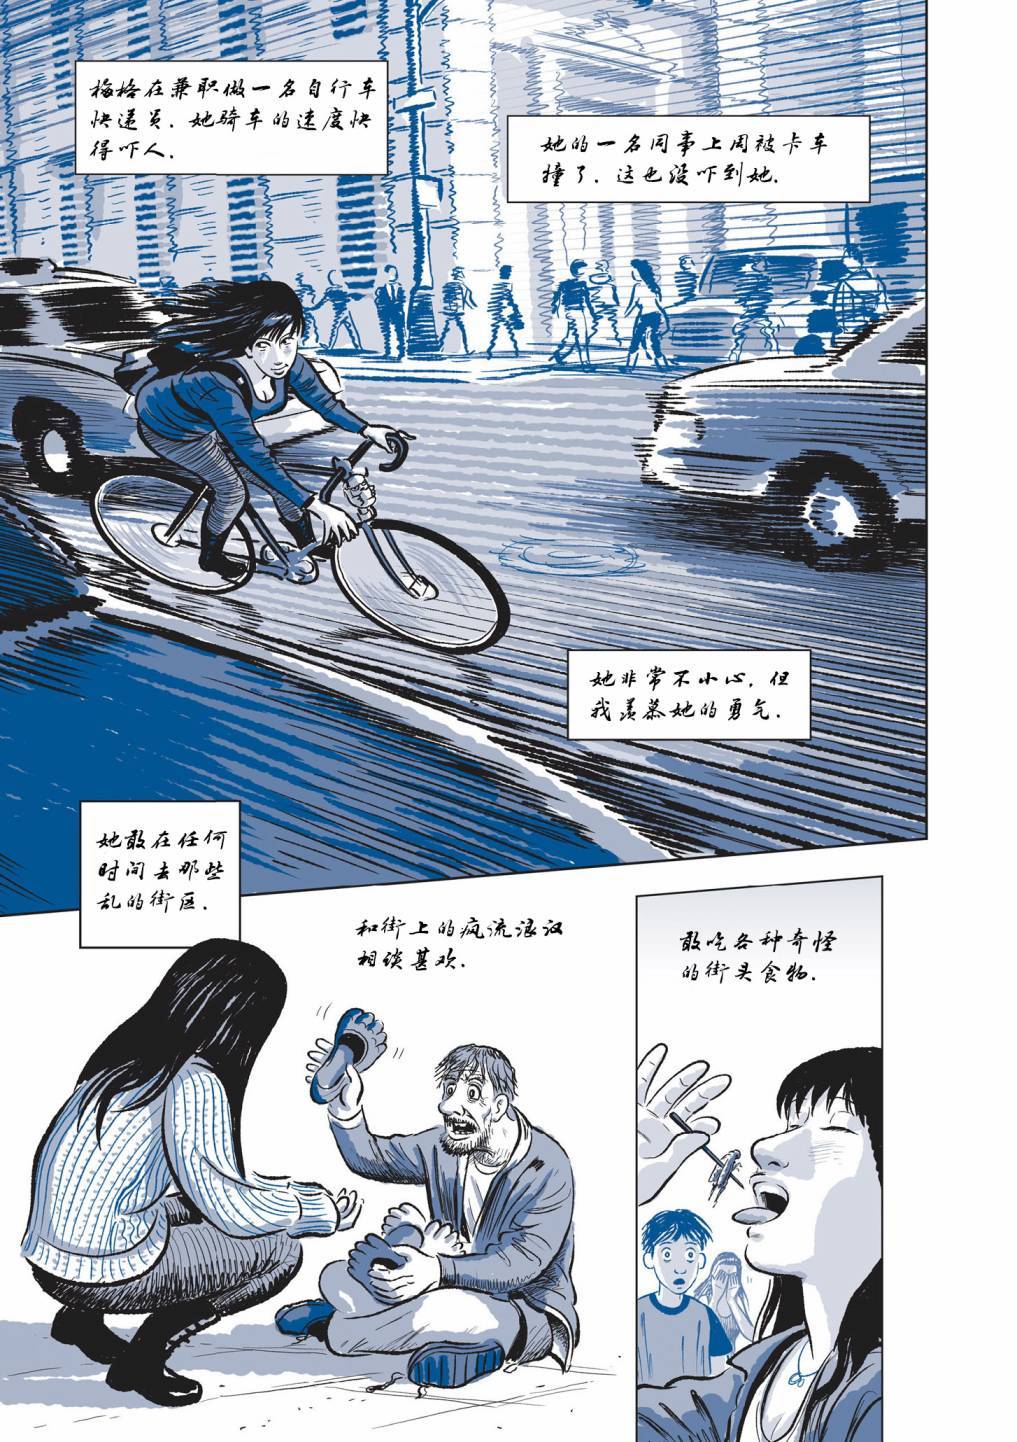 梅格在兼职做一名自行车
快递员．她骑车的速度快
得吓人．
她的一名同事上周被卡车
撞了．这也没吓到她．
她非常不小心，但
我羡慕她的勇气．
她敢在任何
时间去那些
乱的街区．
和街上的疯流浪汉
相谈甚欢．
敢吃各种奇怪
的街头食物．